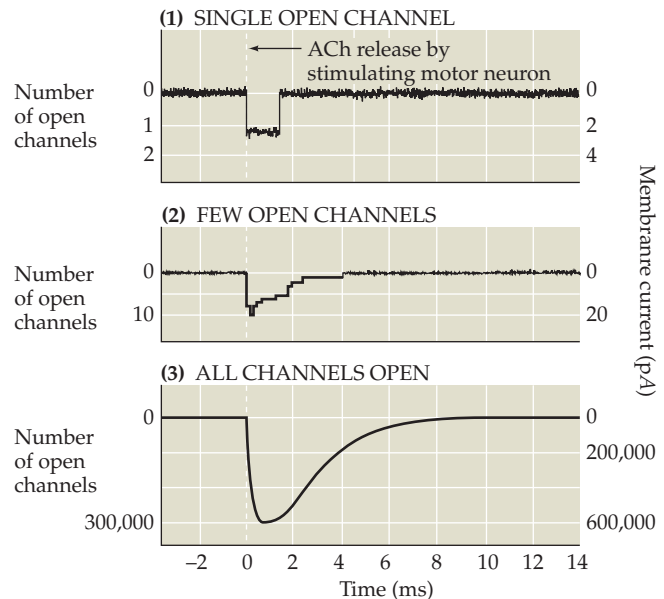 (1) SINGLE OPEN CHANNEL
ACh release by
stimulating motor neuron
Number
of open
channels
0
1
2
0
2
4
(2) FEW OPEN CHANNELS
Number
of open
channels
0
10
0
20
(3) ALL CHANNELS OPEN
Number
of open
channels
0
300,000
0
200,000
600,000
Membranre current (pA)
–2 0 2 4 6 8 10 12 14
Time (ms)